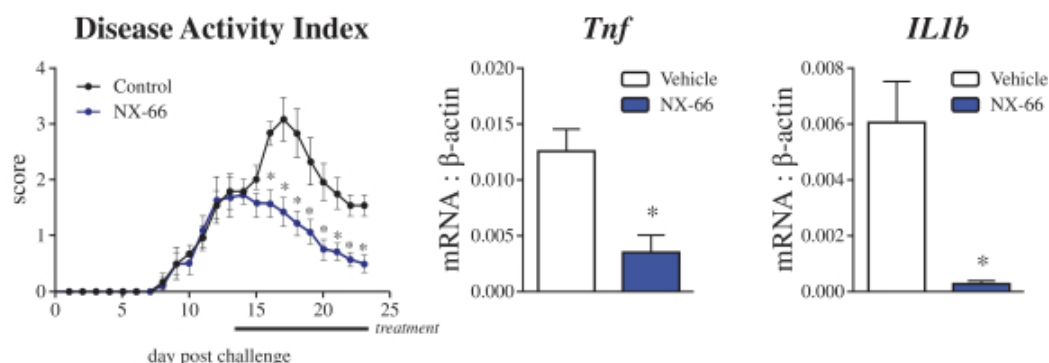 Disease Activity Index
4
3
2
1
0
score
Control
NX-66
* * * * * * * *
0 5 10 15 20 25
treatment
day post challenge
Tnf
0.020
0.015
0.010
0.005
0.000
mRNA : β-actin
Vehicle
NX-66
*
IL1b
0.008
0.006
0.004
0.002
0.000
mRNA : β-actin
Vehicle
NX-66
*